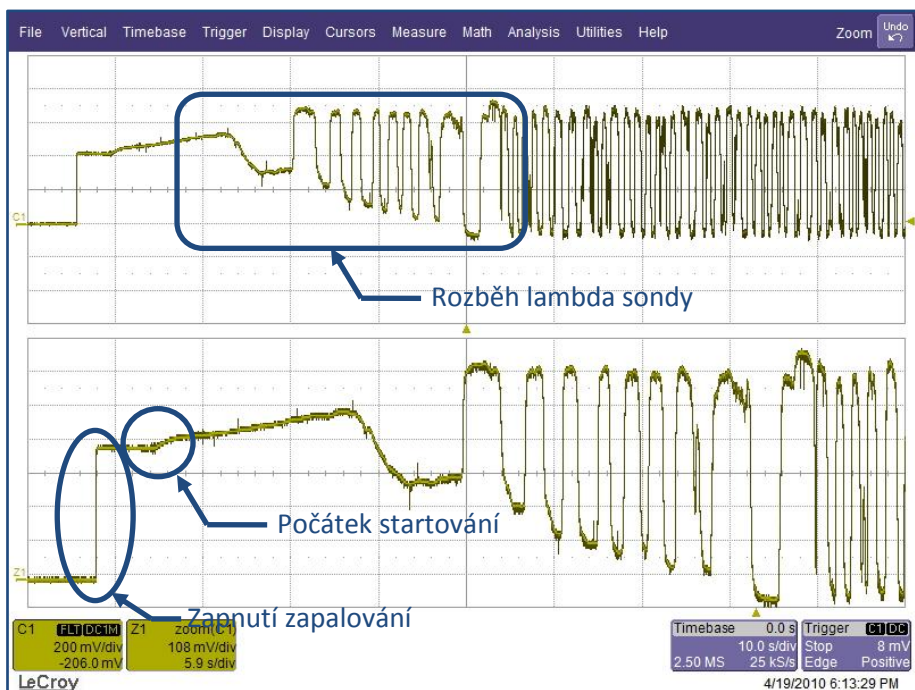 File Vertical Timebase Trigger Display Cursors Measure Math Analysis Utilities Help Zoom Undo
C1
Rozběh lambda sondy
Počátek startování
Z1
Zapnutí zapalování
C1 FLT DC1M Z1 zoom(C1) Timebase 0.0 s Trigger C1 DC
200 mV/div 108 mV/div 10.0 s/div Stop 8 mV
-206.0 mV 5.9 s/div 2.50 MS 25 kS/s Edge Positive
LeCroy 4/19/2010 6:13:29 PM